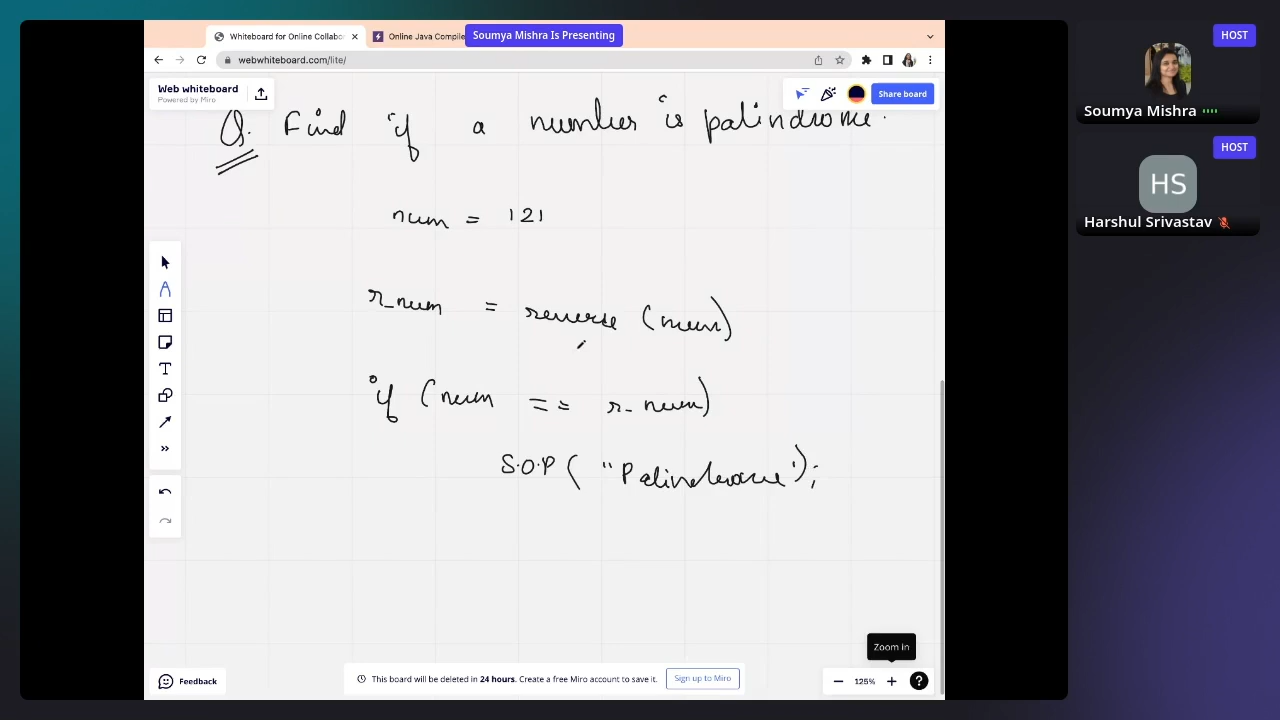 Whiteboard for Online Collabor
Online Java Compile
Soumya Mishra Is Presenting
webwhiteboard.com/lite/
Web whiteboard
Powered by Miro
Share board
Q. Find if a number is palindrome.
num = 121
r_num = reverse (num)
if (num == r_num)
S.O.P ( "Palindrome");
Zoom in
Feedback
This board will be deleted in 24 hours. Create a free Miro account to save it.
Sign up to Miro
125%
HOST
Soumya Mishra
HOST
HS
Harshul Srivastav